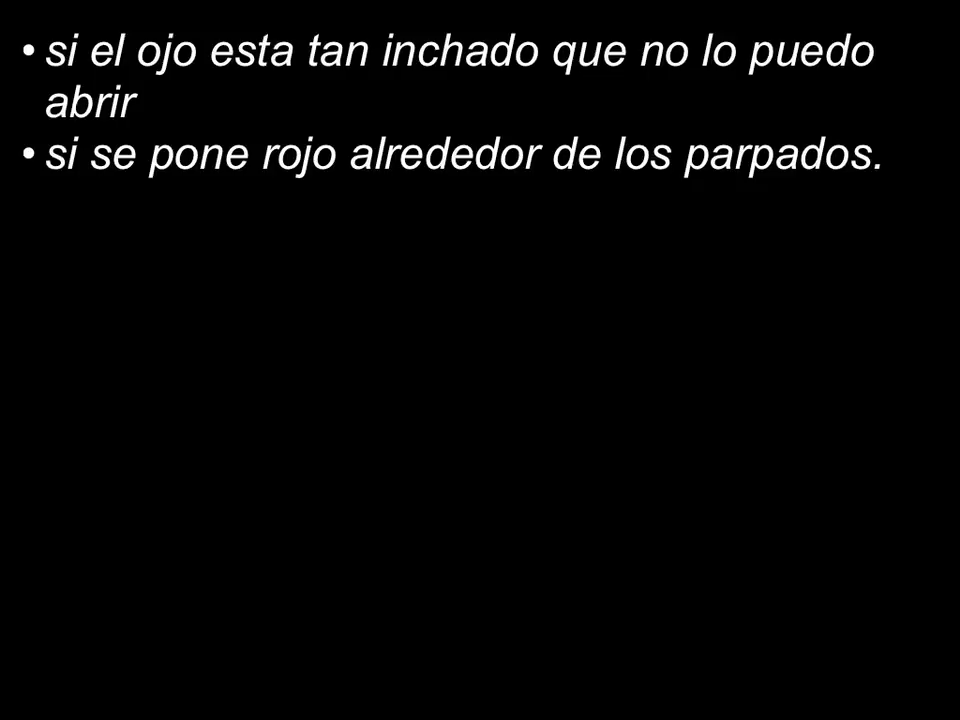 • si el ojo esta tan inchado que no lo puedo
abrir
• si se pone rojo alrededor de los parpados.